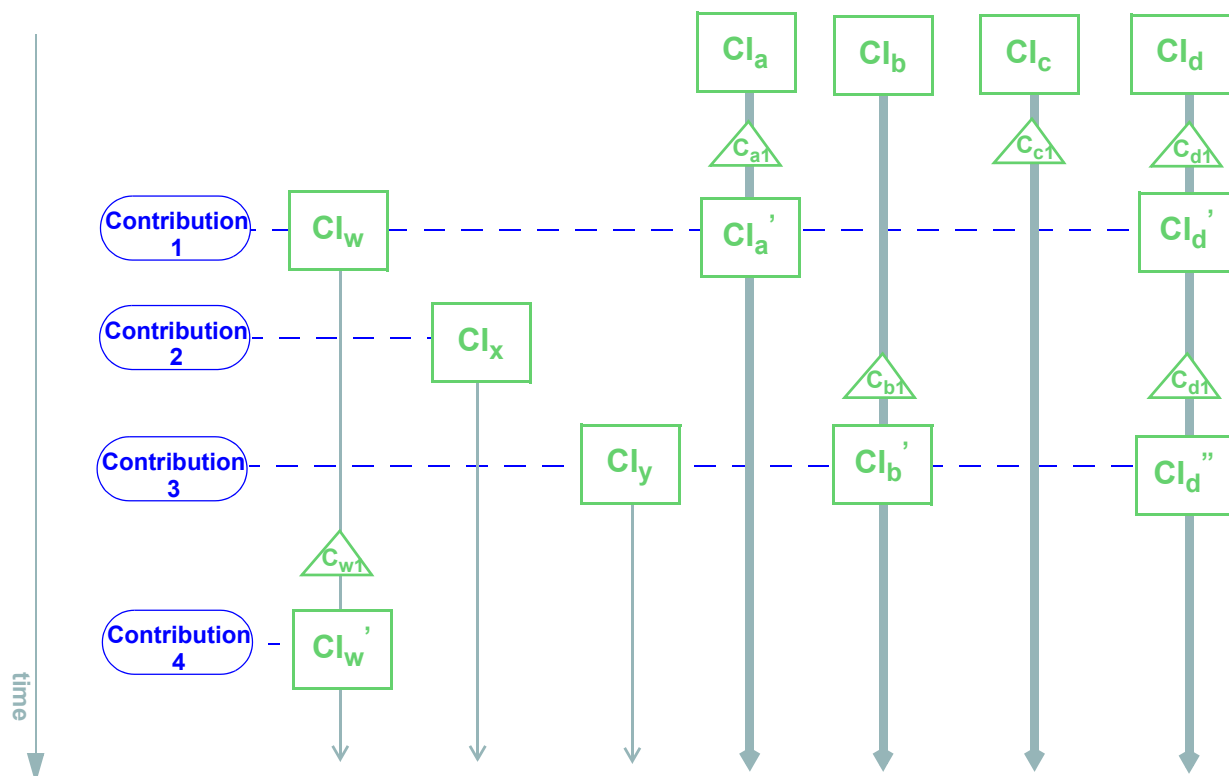 CIa CIb CIc CId
Ca1 Cc1 Cd1
Contribution
1
CIw CIa’ CId’
Contribution
2
CIx
Cb1 Cd1
Contribution
3
CIy CIb’ CId”
Cw1
Contribution
4
CIw’
time